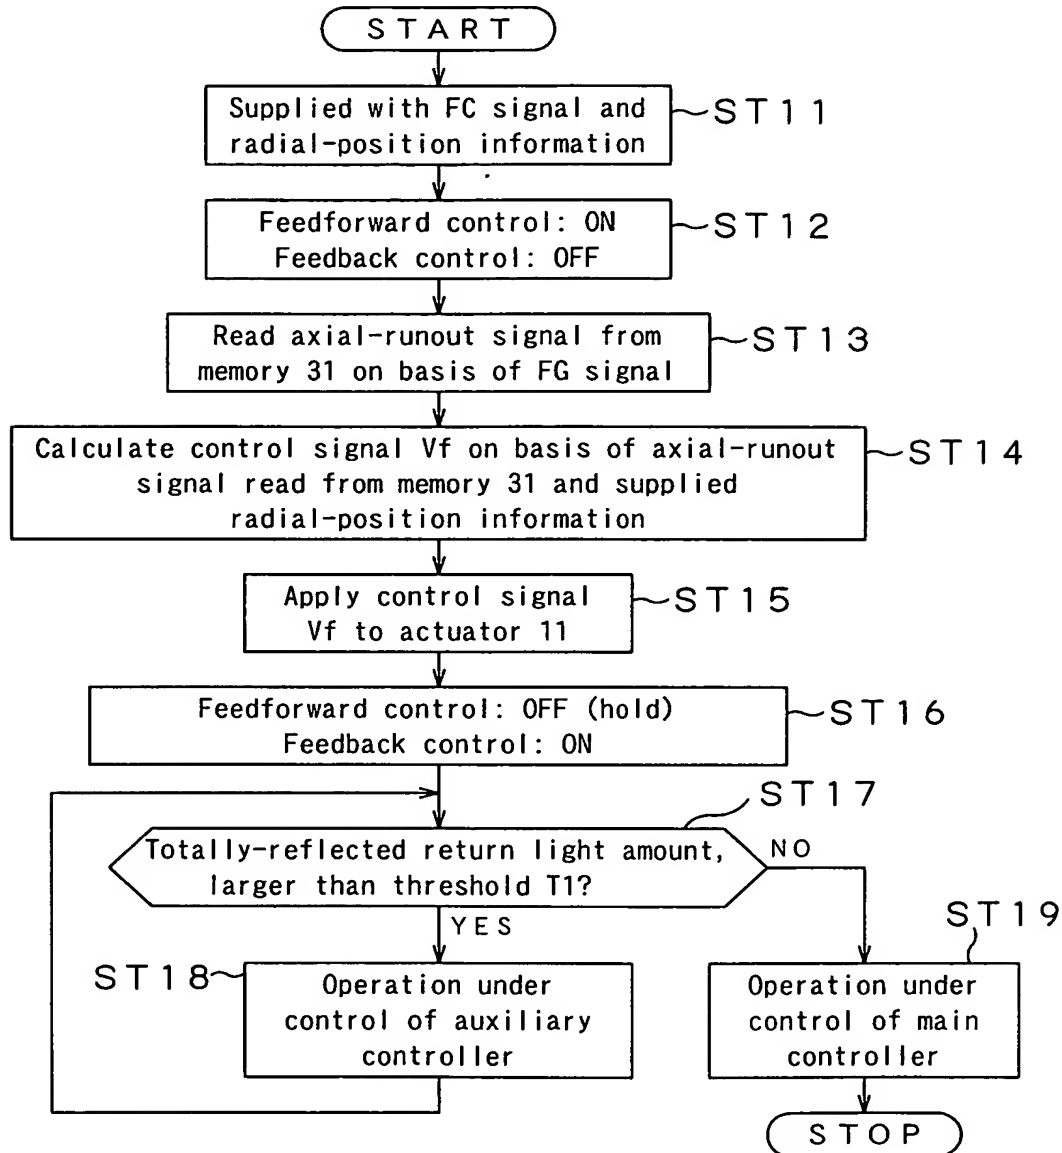 START
Supplied with FC signal and
radial-position information
ST11
Feedforward control: ON
Feedback control: OFF
ST12
Read axial-runout signal from
memory 31 on basis of FG signal
ST13
Calculate control signal Vf on basis of axial-runout
signal read from memory 31 and supplied
radial-position information
ST14
Apply control signal
Vf to actuator 11
ST15
Feedforward control: OFF (hold)
Feedback control: ON
ST16
ST17
Totally-reflected return light amount,
larger than threshold T1?
NO
YES
ST18
Operation under
control of auxiliary
controller
ST19
Operation under
control of main
controller
STOP